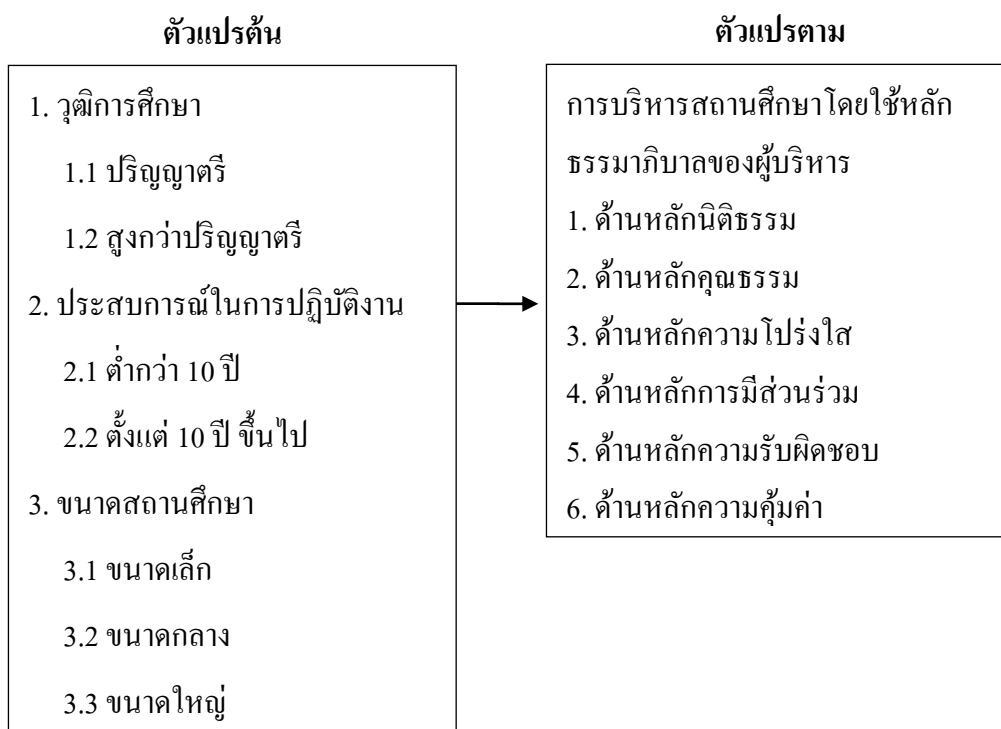 ตัวแปรต้น
1. วุฒิการศึกษา
1.1 ปริญญาตรี
1.2 สูงกว่าปริญญาตรี
2. ประสบการณ์ในการปฏิบัติงาน
2.1 ต่ำกว่า 10 ปี
2.2 ตั้งแต่ 10 ปี ขึ้นไป
3. ขนาดสถานศึกษา
3.1 ขนาดเล็ก
3.2 ขนาดกลาง
3.3 ขนาดใหญ่
ตัวแปรตาม
การบริหารสถานศึกษาโดยใช้หลัก
ธรรมาภิบาลของผู้บริหาร
1. ด้านหลักนิติธรรม
2. ด้านหลักคุณธรรม
3. ด้านหลักความโปร่งใส
4. ด้านหลักการมีส่วนร่วม
5. ด้านหลักความรับผิดชอบ
6. ด้านหลักความคุ้มค่า